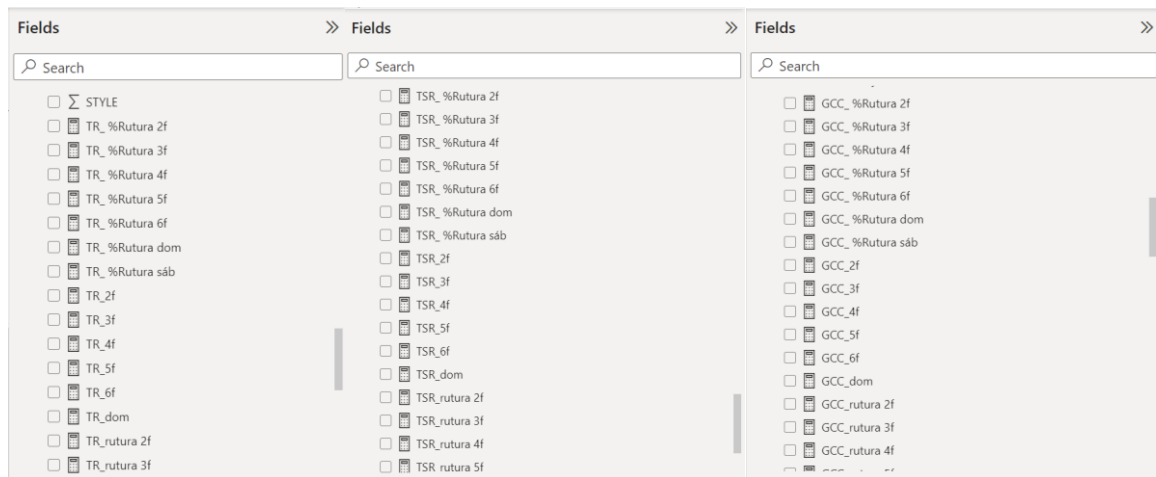 Fields
Search
STYLE
TR_ %Rutura 2f
TR_ %Rutura 3f
TR_ %Rutura 4f
TR_ %Rutura 5f
TR_ %Rutura 6f
TR_ %Rutura dom
TR_ %Rutura sáb
TR_2f
TR_3f
TR_4f
TR_5f
TR_6f
TR_dom
TR_rutura 2f
TR_rutura 3f
Fields
Search
TSR_ %Rutura 2f
TSR_ %Rutura 3f
TSR_ %Rutura 4f
TSR_ %Rutura 5f
TSR_ %Rutura 6f
TSR_ %Rutura dom
TSR_ %Rutura sáb
TSR_2f
TSR_3f
TSR_4f
TSR_5f
TSR_6f
TSR_dom
TSR_rutura 2f
TSR_rutura 3f
TSR_rutura 4f
TSR_rutura 5f
Fields
Search
GCC_ %Rutura 2f
GCC_ %Rutura 3f
GCC_ %Rutura 4f
GCC_ %Rutura 5f
GCC_ %Rutura 6f
GCC_ %Rutura dom
GCC_ %Rutura sáb
GCC_2f
GCC_3f
GCC_4f
GCC_5f
GCC_6f
GCC_dom
GCC_rutura 2f
GCC_rutura 3f
GCC_rutura 4f